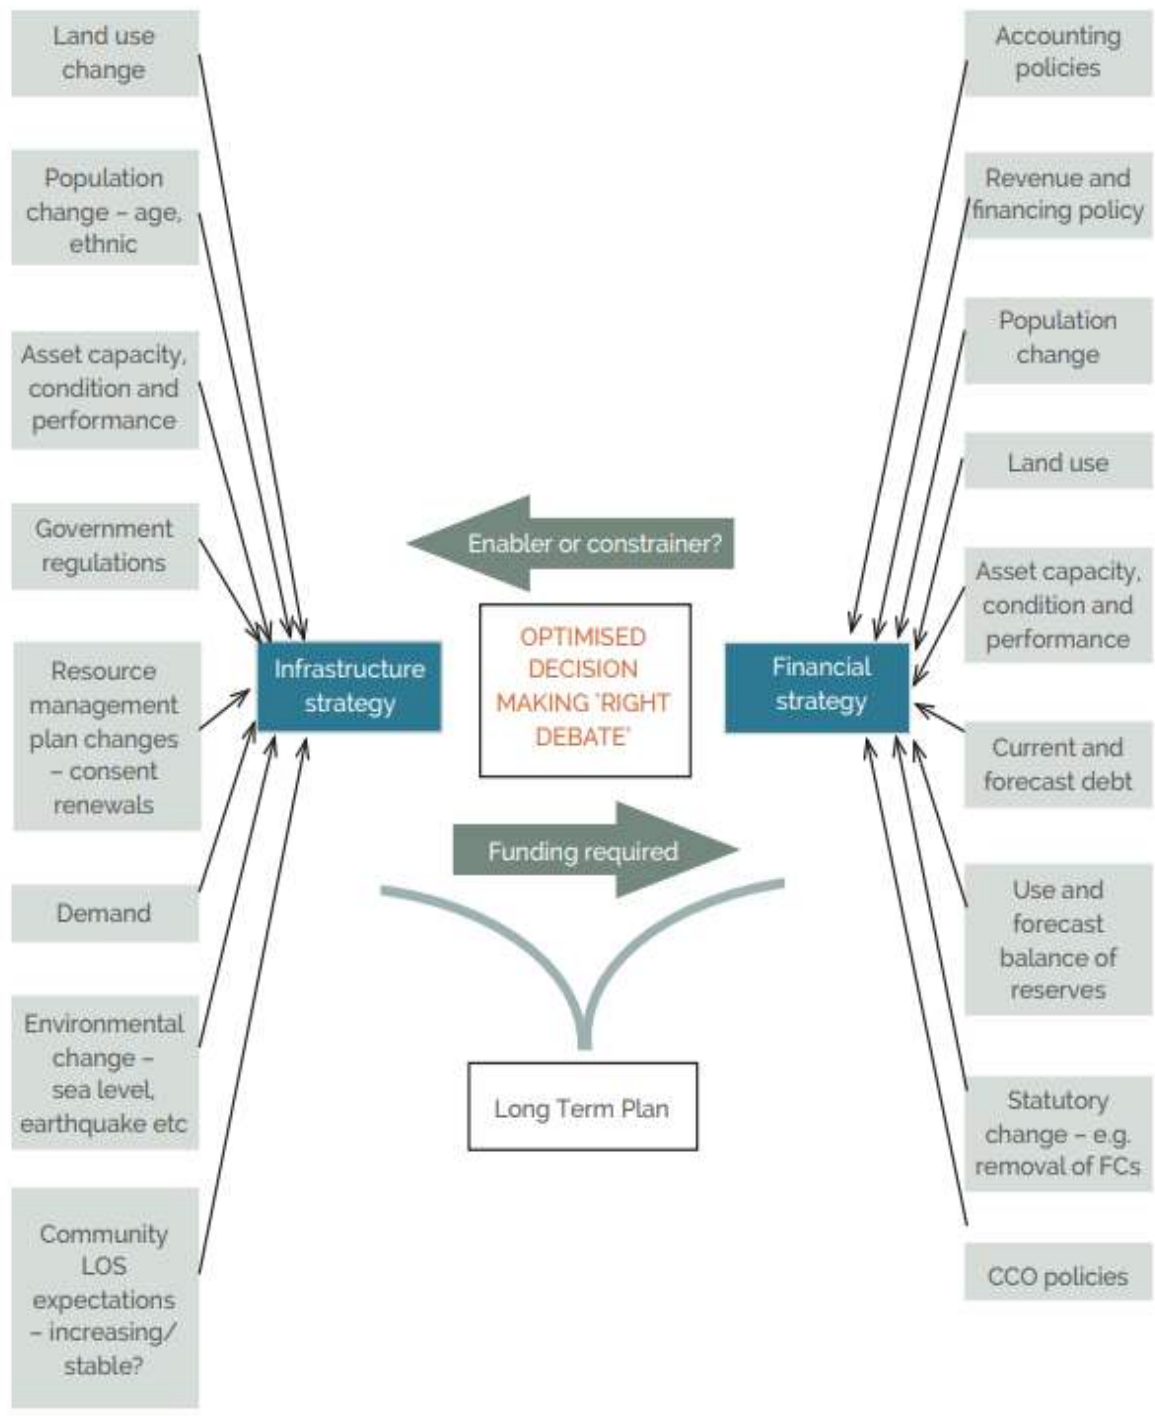 Land use
change
Population
change – age,
ethnic
Asset capacity,
condition and
performance
Government
regulations
Resource
management
plan changes
– consent
renewals
Demand
Environmental
change –
sea level,
earthquake etc
Community
LOS
expectations
– increasing/
stable?
Infrastructure
strategy
Enabler or constrainer?
OPTIMISED
DECISION
MAKING 'RIGHT
DEBATE'
Funding required
Long Term Plan
Financial
strategy
Accounting
policies
Revenue and
financing policy
Population
change
Land use
Asset capacity,
condition and
performance
Current and
forecast debt
Use and
forecast
balance of
reserves
Statutory
change – e.g.
removal of FCs
CCO policies